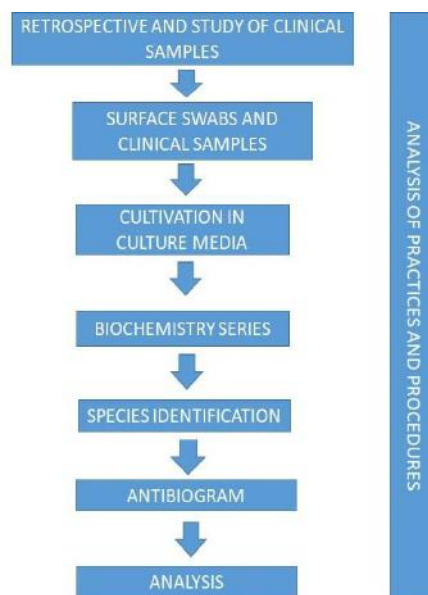 RETROSPECTIVE AND STUDY OF CLINICAL
SAMPLES
SURFACE SWABS AND
CLINICAL SAMPLES
CULTIVATION IN
CULTURE MEDIA
BIOCHEMISTRY SERIES
SPECIES IDENTIFICATION
ANTIBIOGRAM
ANALYSIS
ANALYSIS OF PRACTICES AND PROCEDURES